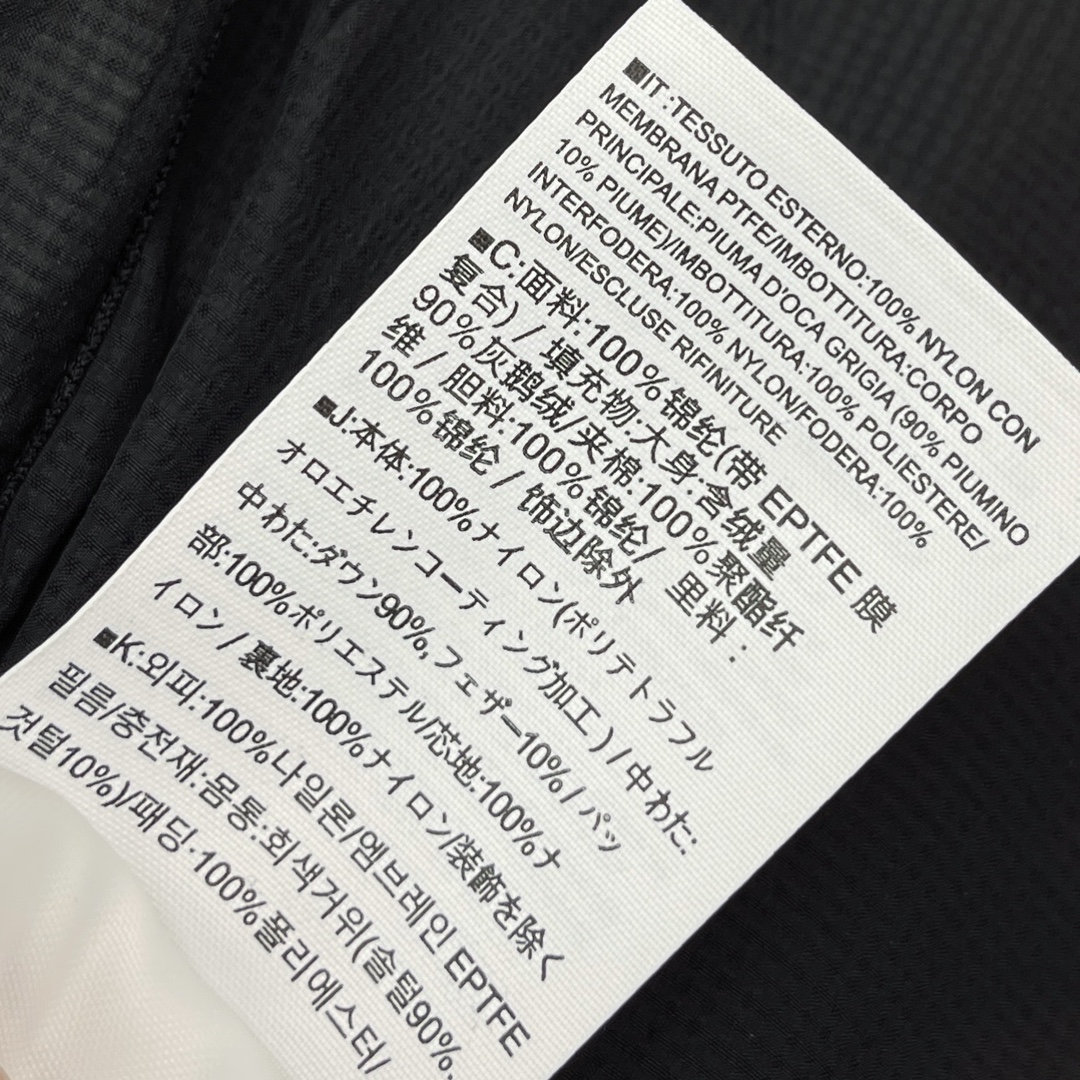 ■IT:TESSUTO ESTERNO:100% NYLON CON
MEMBRANA PTFE/IMBOTTITURA:CORPO
PRINCIPALE:PIUMA D'OCA GRIGIA (90% PIUMINO
10% PIUME)/IMBOTTITURA:100% POLIESTERE/
INTERFODERA:100% NYLON/FODERA:100%
NYLON/ESCLUSE RIFINITURE
■C:面料:100%锦纶(带 EPTFE 膜
复合) / 填充物:大身:含绒量
90%灰鹅绒/夹棉:100%聚酯纤
维 / 胆料:100%锦纶/ 里料:
100%锦纶 / 饰边除外
■J:本体:100%ナイロン(ポリテトラフル
オロエチレンコーティング加工) / 中わた:
中わた:ダウン90%,フェザー10% / パッ
部:100%ポリエステル/芯地:100%ナ
イロン / 裏地:100%ナイロン/装飾を除く
■K:외피:100%나일론/엠브레인 EPTFE
필름/충전재:몸통:회색거위(솔털90%,
깃털10%)/패딩:100%폴리에스터/